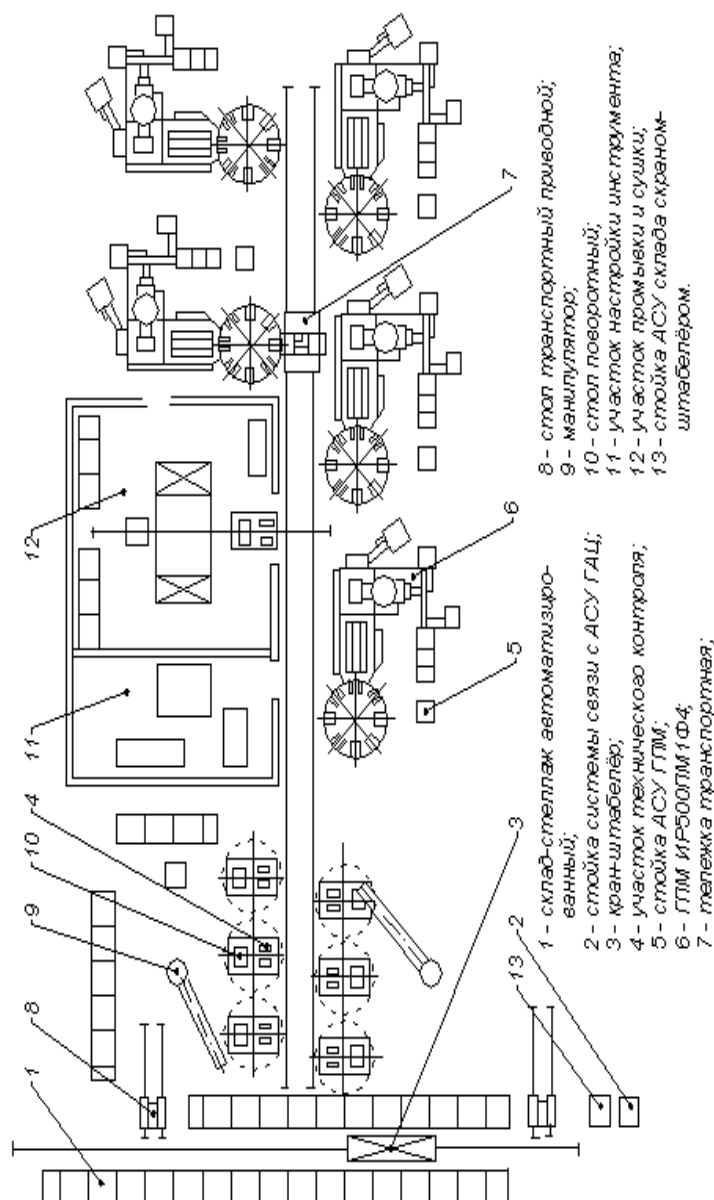 1
8
9
10
4
11
12
13
2
3
5
6
7
1 - склад-стеллаж автоматизиро-
ванный;
2 - стойка системы связи с АСУ ГАЦ;
3 - кран-штабелёр;
4 - участок технического контроля;
5 - стойка АСУ ГПМ;
6 - ГПМ ИР500ПМ1Ф4;
7 - тележка транспортная;
8 - стол транспортный приводной;
9 - манипулятор;
10 - стол поворотный;
11 - участок настройки инструмента;
12 - участок промывки и сушки;
13 - стойка АСУ склада скраном-
штабелёром.